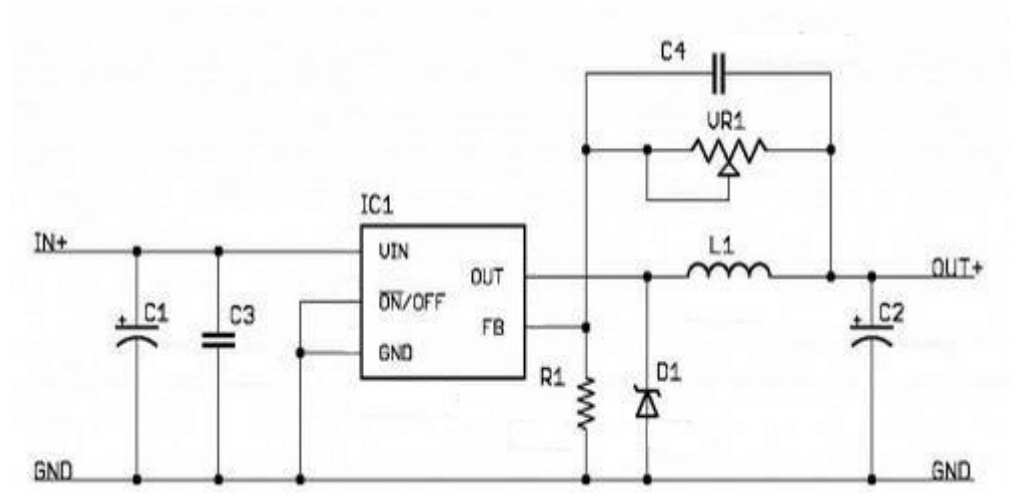 C4
VR1
IC1
IN+
VIN
L1
OUT
OUT+
ON/OFF
+
C1
C3
FB
+
C2
GND
R1
D1
GND
GND